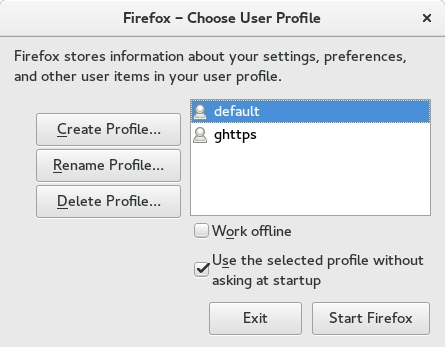 Firefox – Choose User Profile
Firefox stores information about your settings, preferences,
and other user items in your user profile.
default
ghttps
Create Profile...
Rename Profile...
Delete Profile...
Work offline
Use the selected profile without
asking at startup
Exit
Start Firefox